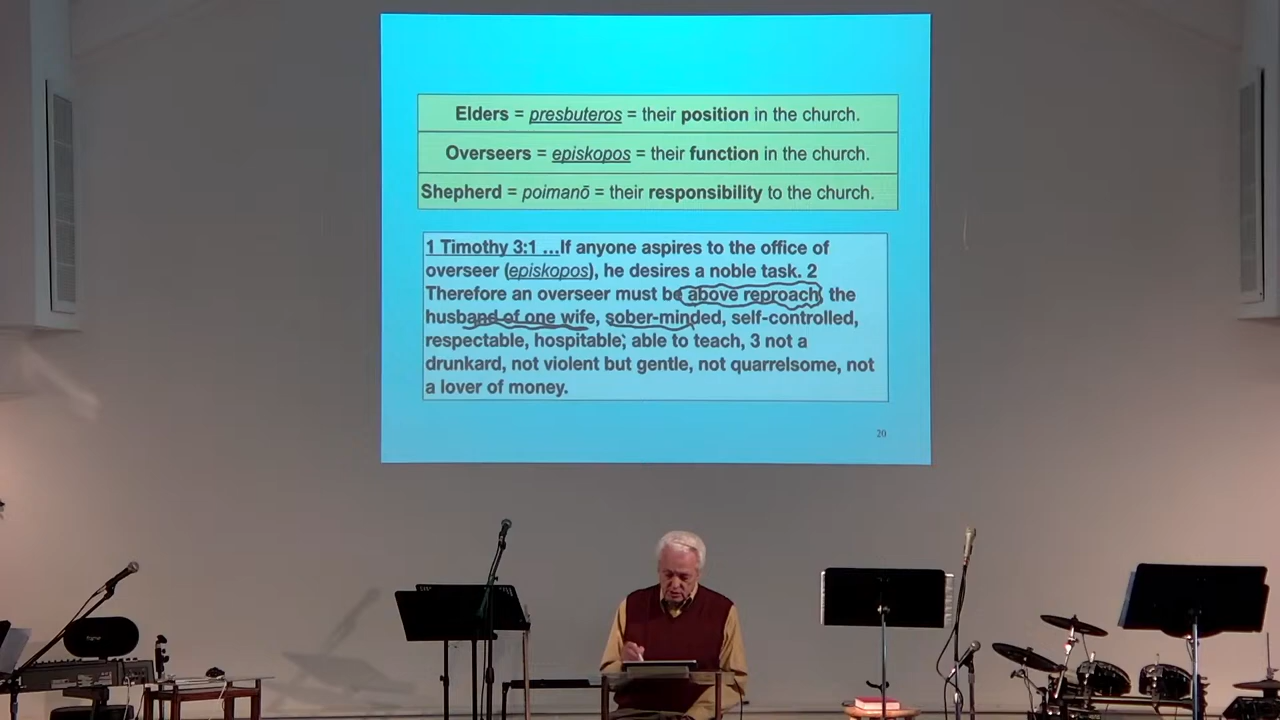 Elders = presbuteros = their position in the church.
Overseers = episkopos = their function in the church.
Shepherd = poimanō = their responsibility to the church.
1 Timothy 3:1 ...If anyone aspires to the office of
overseer (episkopos), he desires a noble task. 2
Therefore an overseer must be above reproach, the
husband of one wife, sober-minded, self-controlled,
respectable, hospitable, able to teach, 3 not a
drunkard, not violent but gentle, not quarrelsome, not
a lover of money.
20